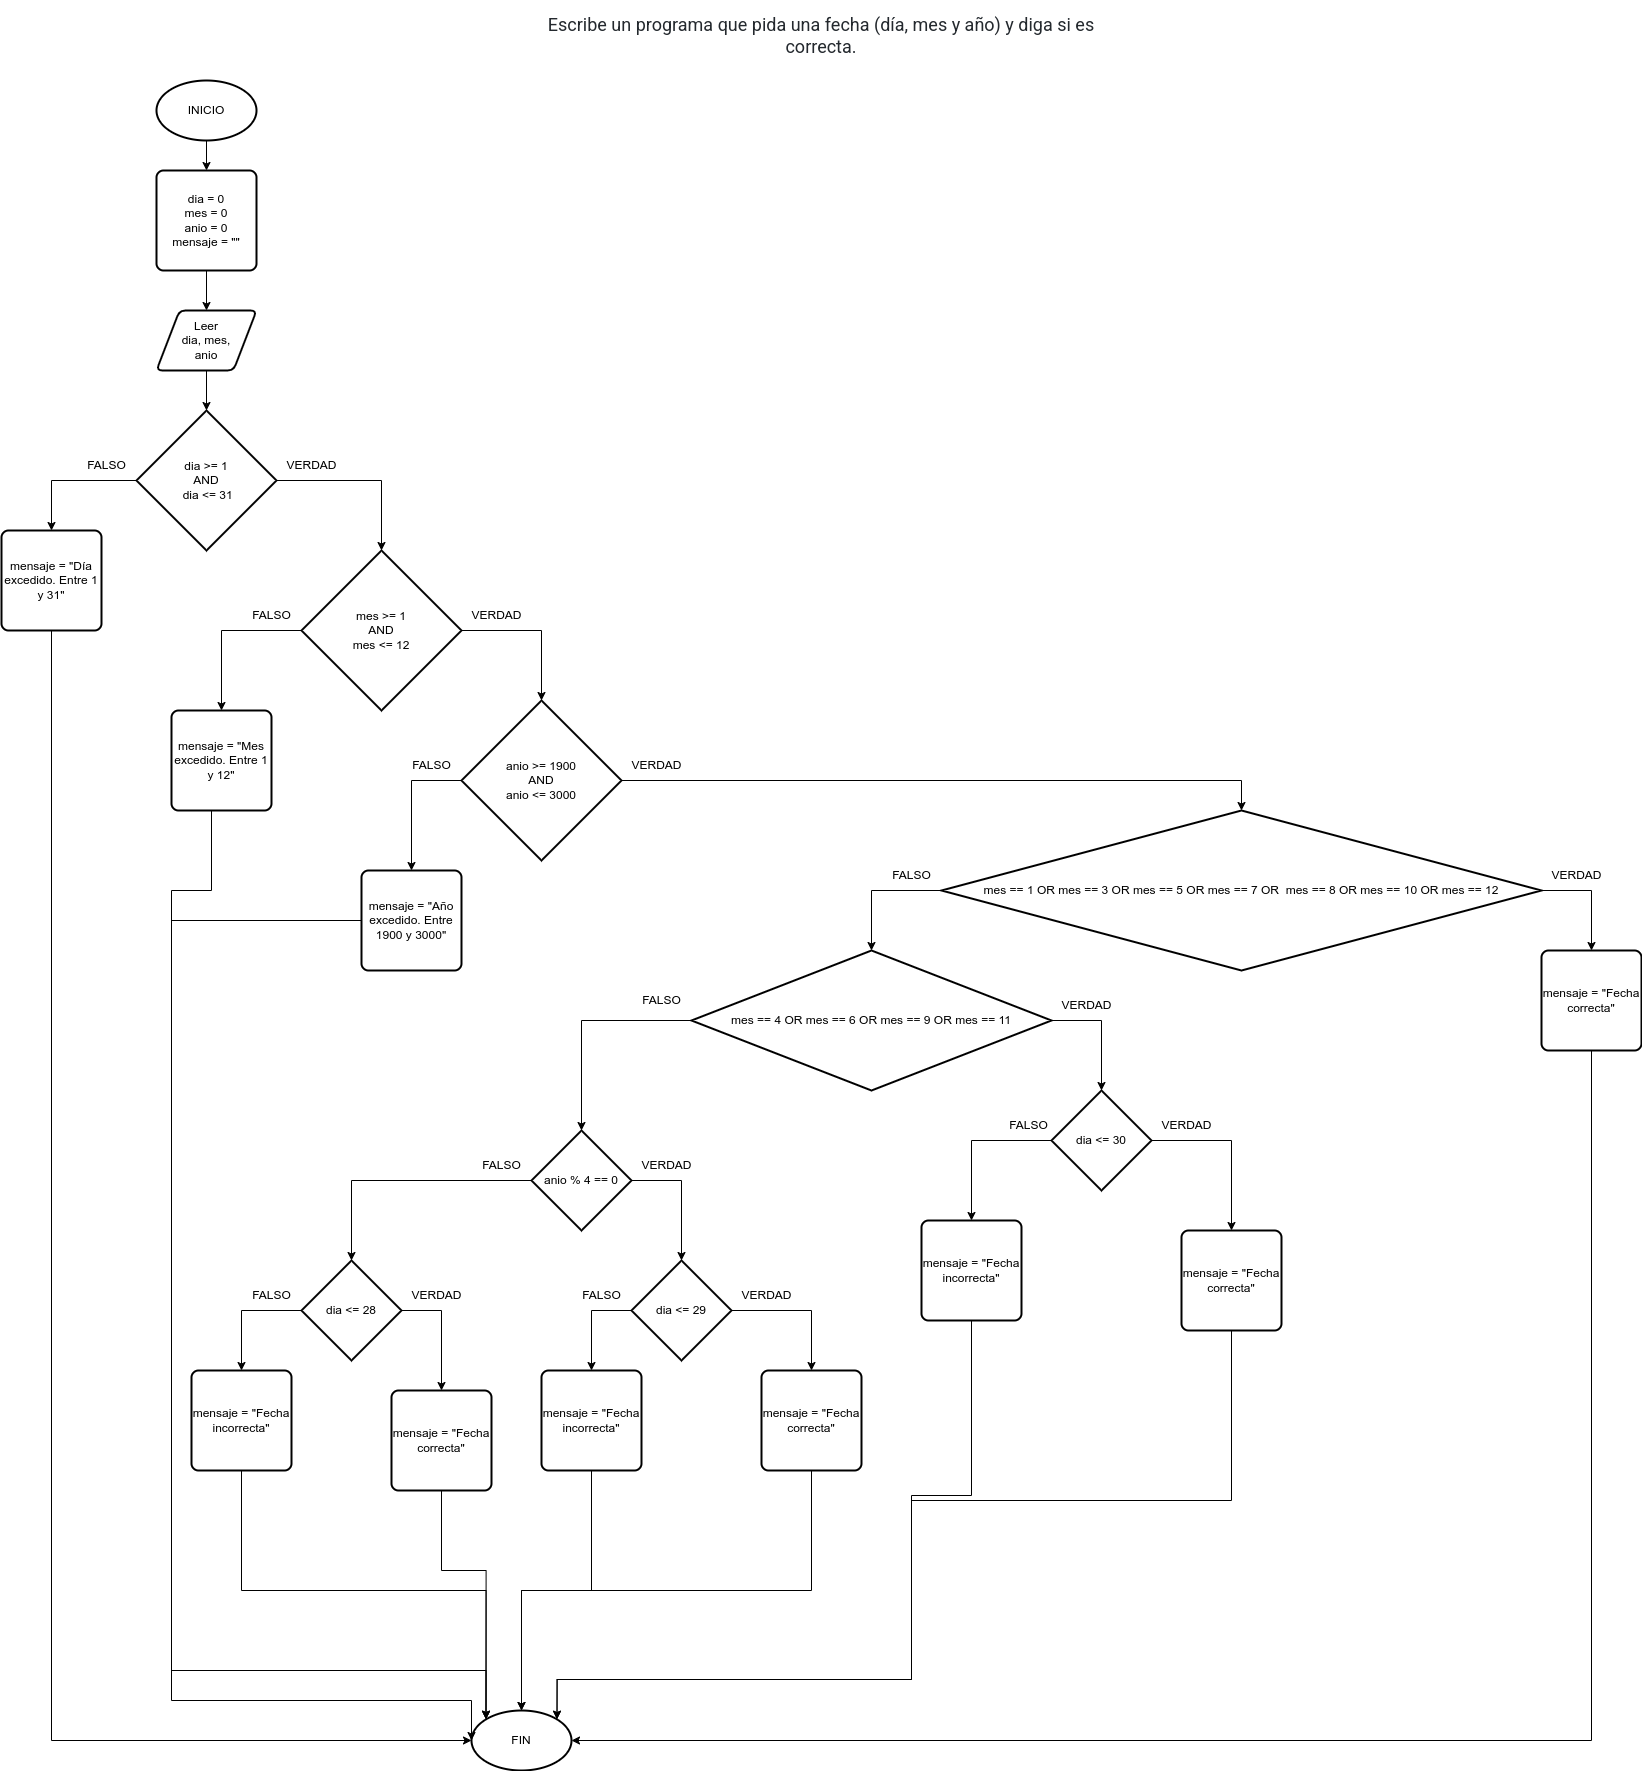 Escribe un programa que pida una fecha (día, mes y año) y diga si es
correcta.
INICIO
dia = 0
mes = 0
anio = 0
mensaje = ""
Leer
dia, mes,
anio
FALSO
VERDAD
dia >= 1
AND
dia <= 31
mensaje = "Día
excedido. Entre 1
y 31"
FALSO
VERDAD
mes >= 1
AND
mes <= 12
mensaje = "Mes
excedido. Entre 1
y 12"
FALSO
VERDAD
anio >= 1900
AND
anio <= 3000
mensaje = "Año
excedido. Entre
1900 y 3000"
FALSO
VERDAD
mes == 1 OR mes == 3 OR mes == 5 OR mes == 7 OR  mes == 8 OR mes == 10 OR mes == 12
mensaje = "Fecha
correcta"
FALSO
VERDAD
mes == 4 OR mes == 6 OR mes == 9 OR mes == 11
FALSO
VERDAD
dia <= 30
mensaje = "Fecha
incorrecta"
mensaje = "Fecha
correcta"
FALSO
VERDAD
anio % 4 == 0
FALSO
VERDAD
dia <= 28
FALSO
VERDAD
dia <= 29
mensaje = "Fecha
incorrecta"
mensaje = "Fecha
correcta"
mensaje = "Fecha
incorrecta"
mensaje = "Fecha
correcta"
FIN